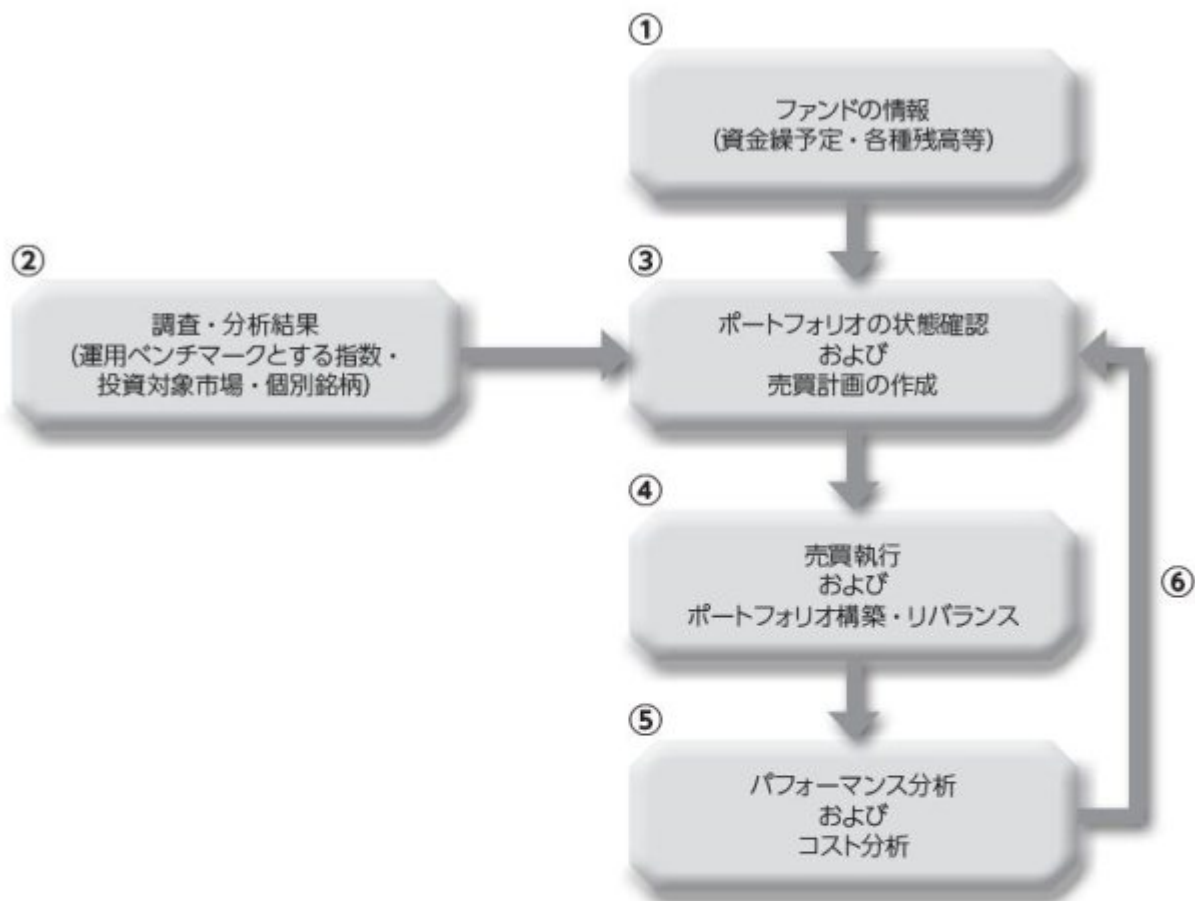 ①
ファンドの情報
(資金繰予定・各種残高等)
②
調査・分析結果
(運用ベンチマークとする指数・
投資対象市場・個別銘柄)
③
ポートフォリオの状態確認
および
売買計画の作成
④
売買執行
および
ポートフォリオ構築・リバランス
⑤
パフォーマンス分析
および
コスト分析
⑥